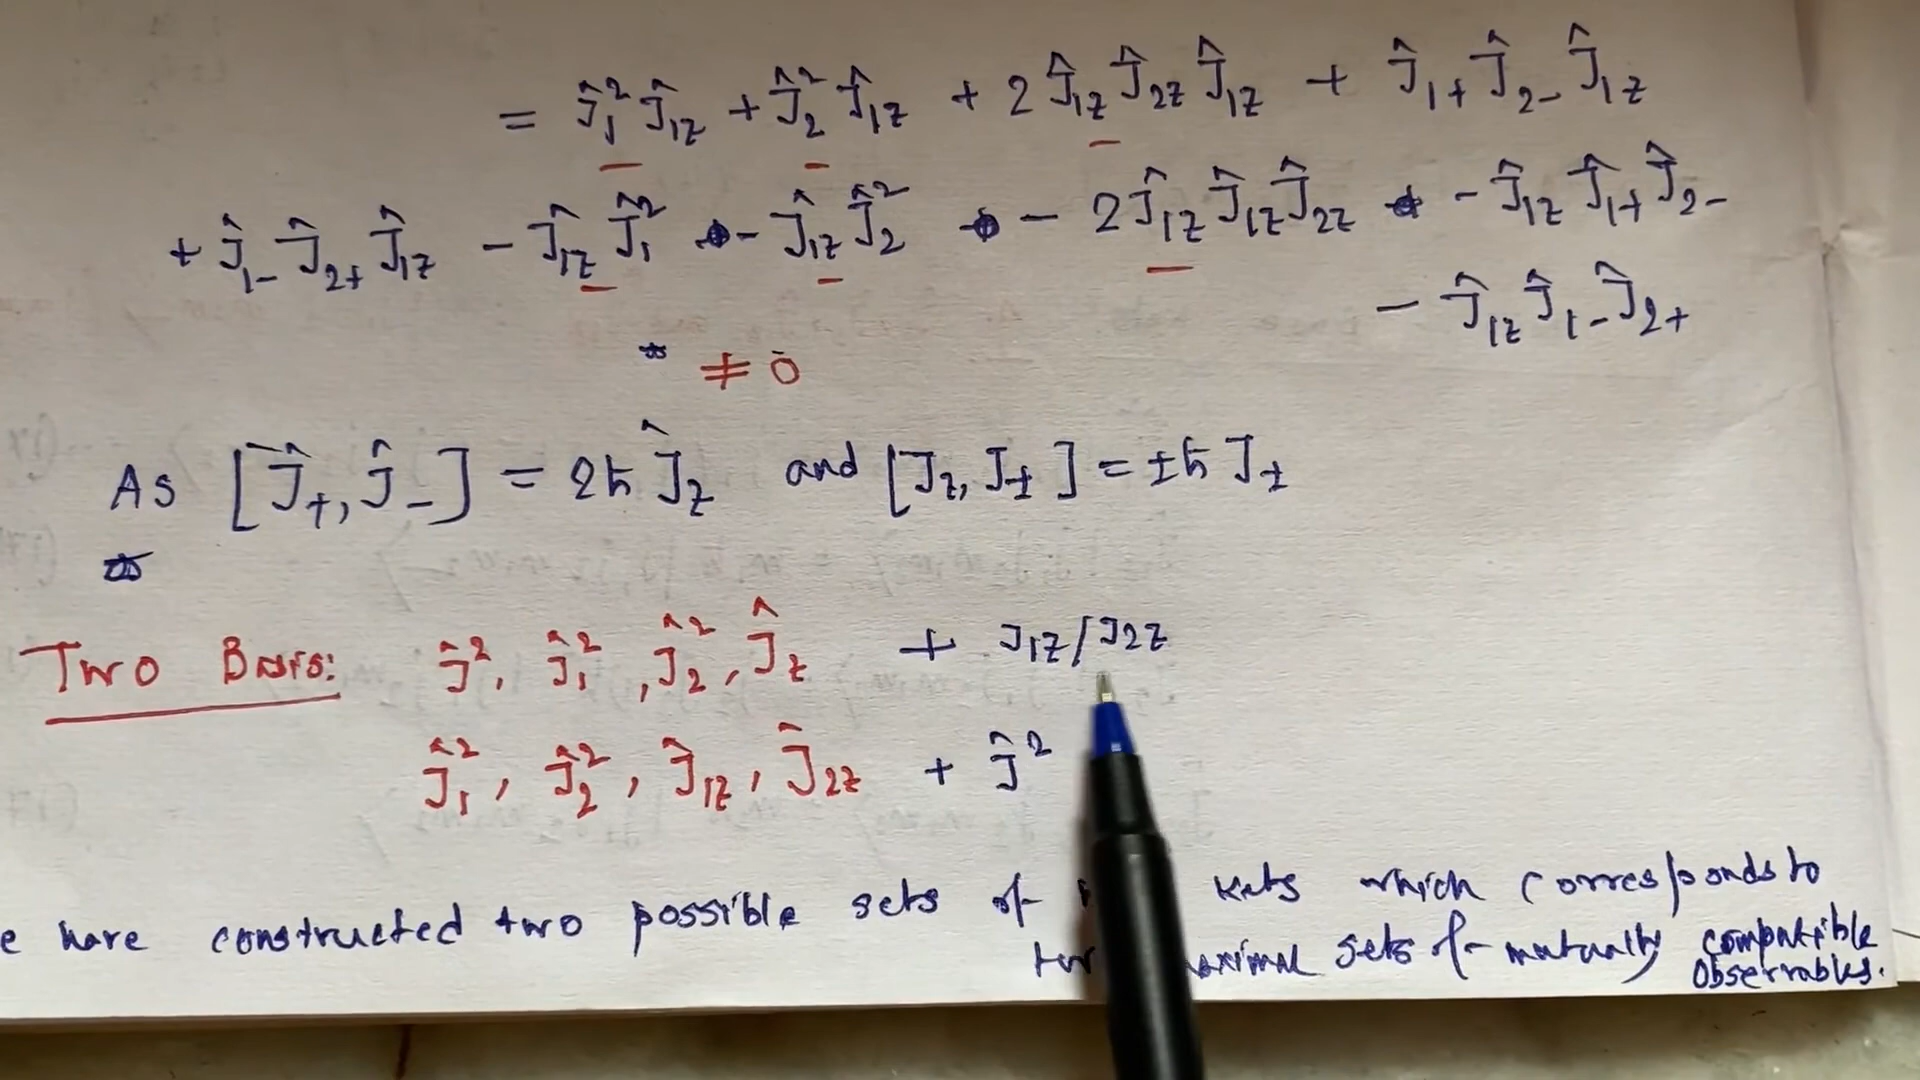 = Ĵ₁² Ĵ₁z + Ĵ₂² Ĵ₁z + 2 Ĵ₁z Ĵ₂z Ĵ₁z + Ĵ₁₊ Ĵ₂₋ Ĵ₁z
+ Ĵ₁₋ Ĵ₂₊ Ĵ₁z - Ĵ₁z Ĵ₁² - Ĵ₁z Ĵ₂² - 2 Ĵ₁z Ĵ₁z Ĵ₂z - Ĵ₁z Ĵ₁₊ Ĵ₂₋
- Ĵ₁z Ĵ₁₋ Ĵ₂₊
≠ 0
As [Ĵ₊, Ĵ₋] = 2ħ Ĵz and [Jz, J±] = ±ħ J±
Two Basis: Ĵ², Ĵ₁², Ĵ₂², Ĵz + J₁z/J₂z
Ĵ₁², Ĵ₂², Ĵ₁z, Ĵ₂z + Ĵ²
e have constructed two possible sets of kets which corresponds to
sets of mutually compatible
observables.